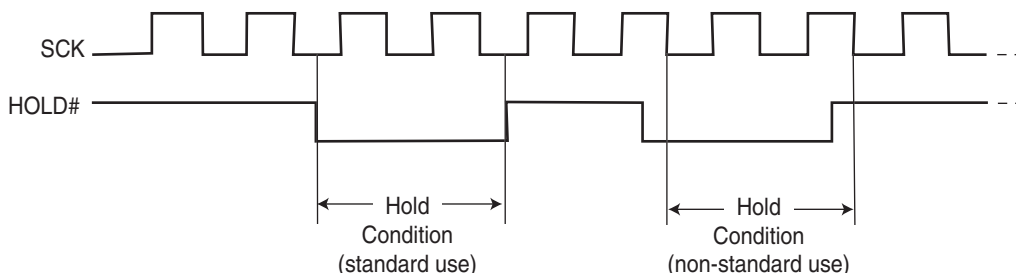 SCK
HOLD#
Hold
Condition
(standard use)
Hold
Condition
(non-standard use)